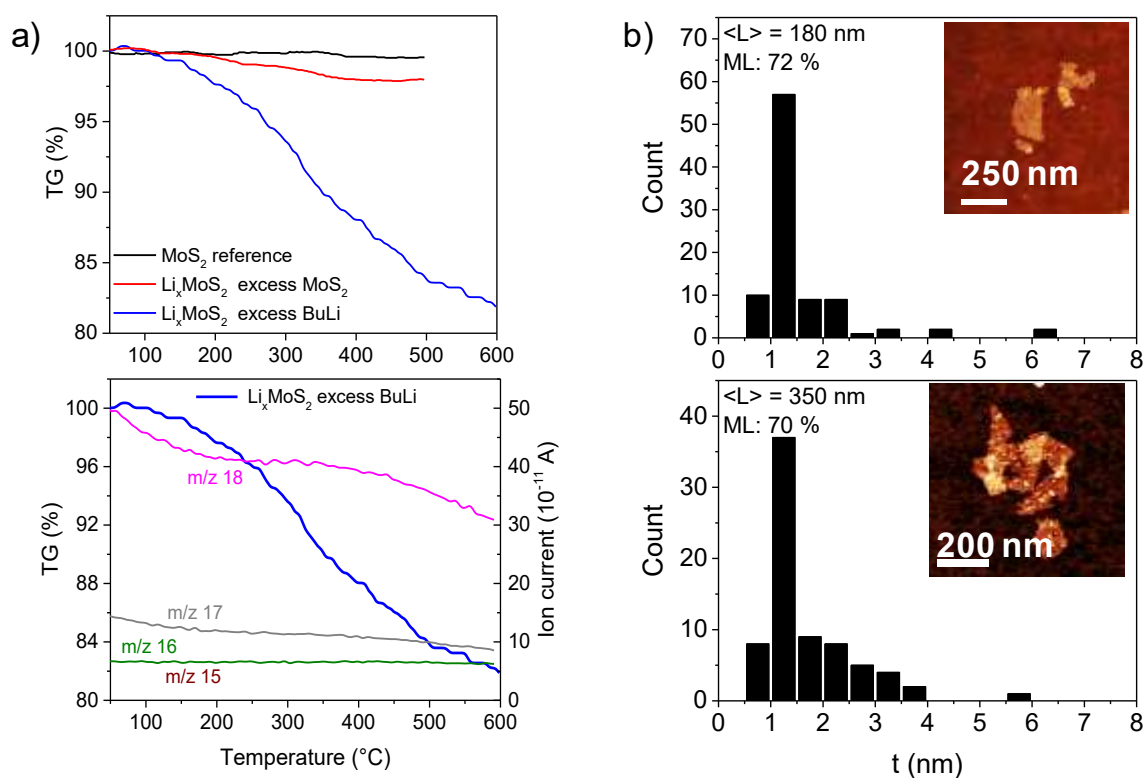 a)
100
95
90
85
80
TG (%)
MoS₂ reference
LiₓMoS₂ excess MoS₂
LiₓMoS₂ excess BuLi
100 200 300 400 500 600
LiₓMoS₂ excess BuLi
100
96
92
88
84
80
TG (%)
m/z 18
m/z 17
m/z 16
m/z 15
50
40
30
20
10
0
Ion current (10⁻¹¹ A)
100 200 300 400 500 600
Temperature (°C)
b)
<L> = 180 nm
ML: 72 %
70
60
50
40
30
20
10
0
Count
250 nm
0 1 2 3 4 5 6 7 8
<L> = 350 nm
ML: 70 %
40
30
20
10
0
Count
200 nm
0 1 2 3 4 5 6 7 8
t (nm)